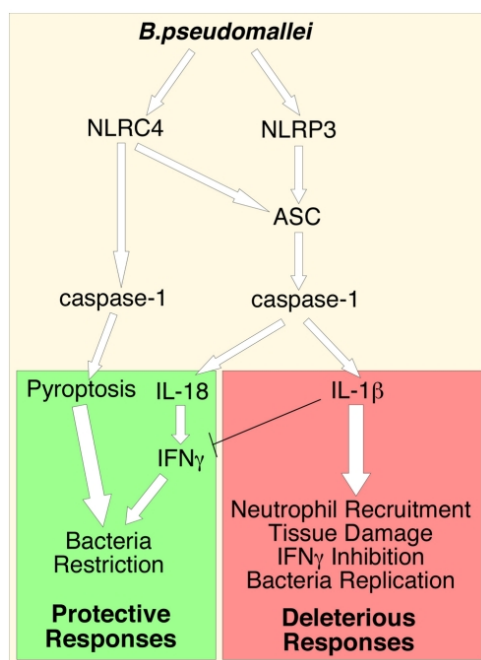 B.pseudomallei
NLRC4 NLRP3
ASC
caspase-1 caspase-1
Pyroptosis IL-18 IL-1β
IFNγ
Bacteria
Restriction
Protective
Responses
Neutrophil Recruitment
Tissue Damage
IFNγ Inhibition
Bacteria Replication
Deleterious
Responses